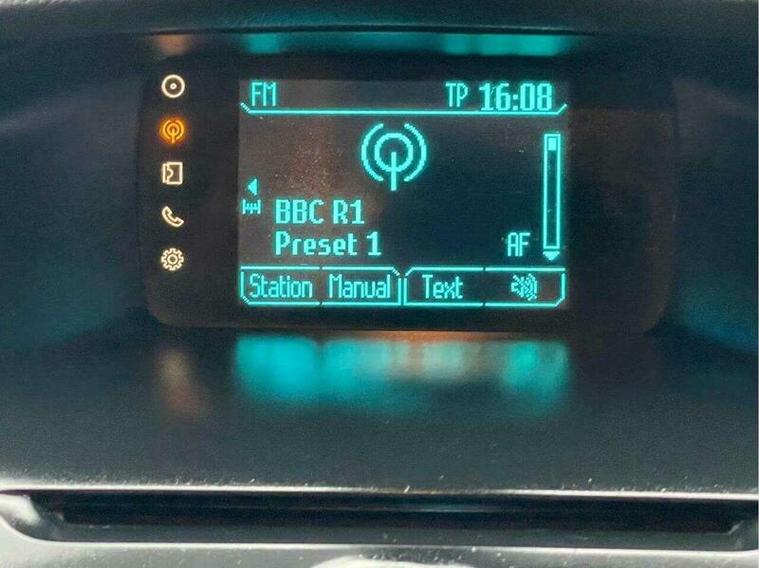 FM TP 16:08
BBC R1
Preset 1 AF
Station Manual Text